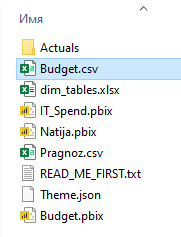 Имя
Actuals
Budget.csv
dim_tables.xlsx
IT_Spend.pbix
Natija.pbix
Pragnoz.csv
READ_ME_FIRST.txt
Theme.json
Budget.pbix